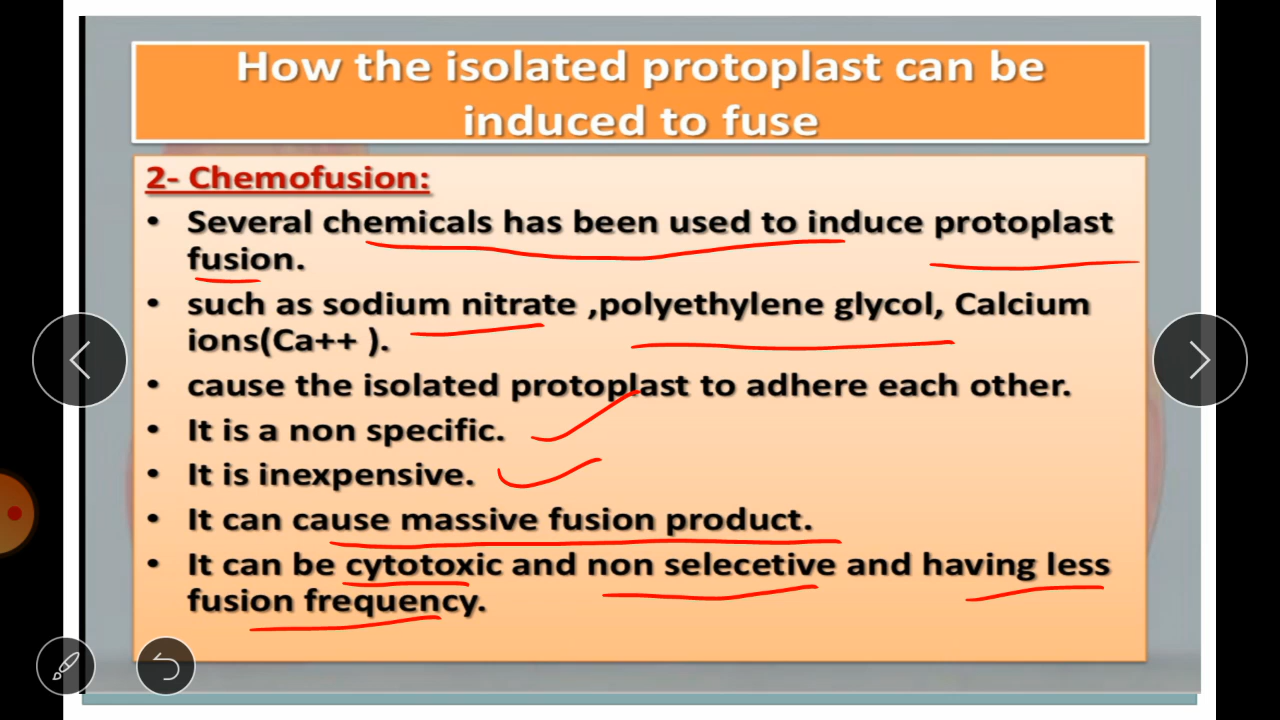 How the isolated protoplast can be
induced to fuse
2- Chemofusion:
• Several chemicals has been used to induce protoplast
fusion.
• such as sodium nitrate ,polyethylene glycol, Calcium
ions(Ca++ ).
• cause the isolated protoplast to adhere each other.
• It is a non specific.
• It is inexpensive.
• It can cause massive fusion product.
• It can be cytotoxic and non selecetive and having less
fusion frequency.